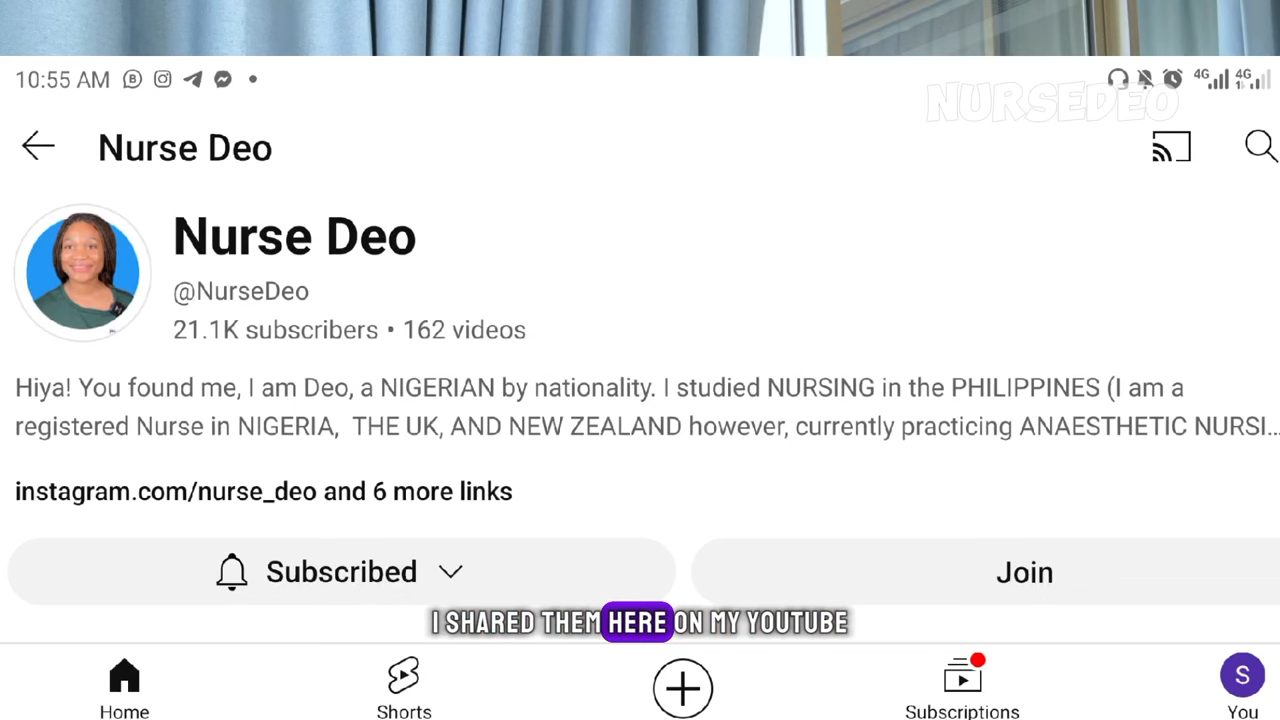 10:55 AM
4G 4G
NURSEDEO
Nurse Deo
Nurse Deo
@NurseDeo
21.1K subscribers • 162 videos
Hiya! You found me, I am Deo, a NIGERIAN by nationality. I studied NURSING in the PHILIPPINES (I am a
registered Nurse in NIGERIA, THE UK, AND NEW ZEALAND however, currently practicing ANAESTHETIC NURSI...
instagram.com/nurse_deo and 6 more links
Subscribed
Join
I SHARED THEM HERE ON MY YOUTUBE
S
Home Shorts Subscriptions You